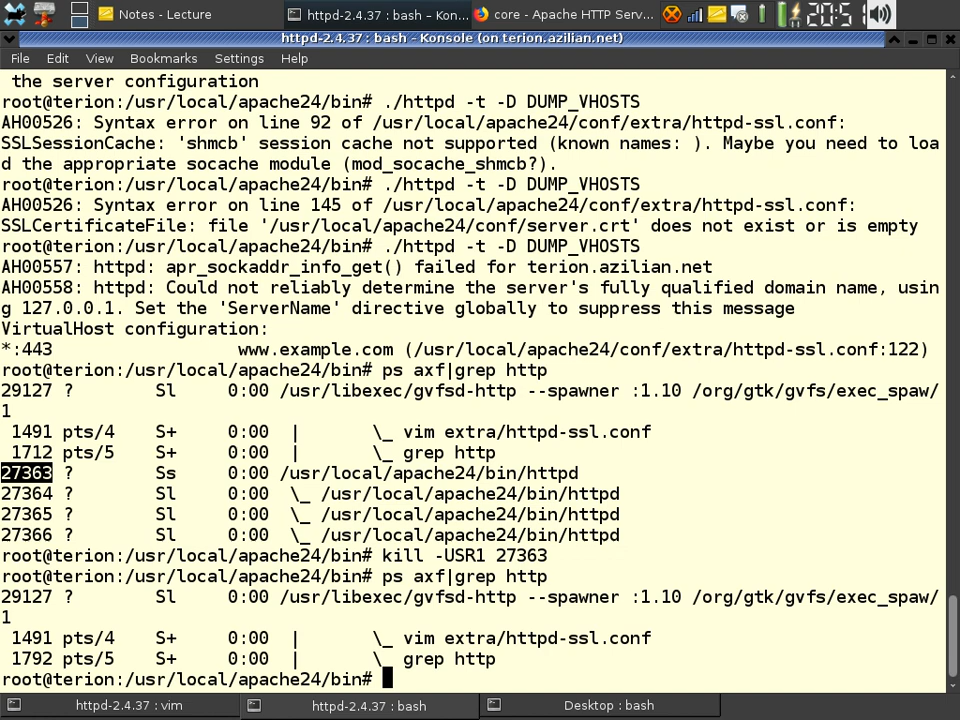 Notes - Lecture
httpd-2.4.37 : bash – Kon...
core - Apache HTTP Serv...
20:5
httpd-2.4.37 : bash - Konsole (on terion.azilian.net)
File Edit View Bookmarks Settings Help
the server configuration
root@terion:/usr/local/apache24/bin# ./httpd -t -D DUMP_VHOSTS
AH00526: Syntax error on line 92 of /usr/local/apache24/conf/extra/httpd-ssl.conf:
SSLSessionCache: 'shmcb' session cache not supported (known names: ). Maybe you need to loa
d the appropriate socache module (mod_socache_shmcb?).
root@terion:/usr/local/apache24/bin# ./httpd -t -D DUMP_VHOSTS
AH00526: Syntax error on line 145 of /usr/local/apache24/conf/extra/httpd-ssl.conf:
SSLCertificateFile: file '/usr/local/apache24/conf/server.crt' does not exist or is empty
root@terion:/usr/local/apache24/bin# ./httpd -t -D DUMP_VHOSTS
AH00557: httpd: apr_sockaddr_info_get() failed for terion.azilian.net
AH00558: httpd: Could not reliably determine the server's fully qualified domain name, usin
g 127.0.0.1. Set the 'ServerName' directive globally to suppress this message
VirtualHost configuration:
*:443                  www.example.com (/usr/local/apache24/conf/extra/httpd-ssl.conf:122)
root@terion:/usr/local/apache24/bin# ps axf|grep http
29127 ?        Sl     0:00 /usr/libexec/gvfsd-http --spawner :1.10 /org/gtk/gvfs/exec_spaw/
1
 1491 pts/4    S+     0:00  |       \_ vim extra/httpd-ssl.conf
 1712 pts/5    S+     0:00  |       \_ grep http
27363 ?        Ss     0:00 /usr/local/apache24/bin/httpd
27364 ?        Sl     0:00  \_ /usr/local/apache24/bin/httpd
27365 ?        Sl     0:00  \_ /usr/local/apache24/bin/httpd
27366 ?        Sl     0:00  \_ /usr/local/apache24/bin/httpd
root@terion:/usr/local/apache24/bin# kill -USR1 27363
root@terion:/usr/local/apache24/bin# ps axf|grep http
29127 ?        Sl     0:00 /usr/libexec/gvfsd-http --spawner :1.10 /org/gtk/gvfs/exec_spaw/
1
 1491 pts/4    S+     0:00  |       \_ vim extra/httpd-ssl.conf
 1792 pts/5    S+     0:00  |       \_ grep http
root@terion:/usr/local/apache24/bin#
httpd-2.4.37 : vim
httpd-2.4.37 : bash
Desktop : bash